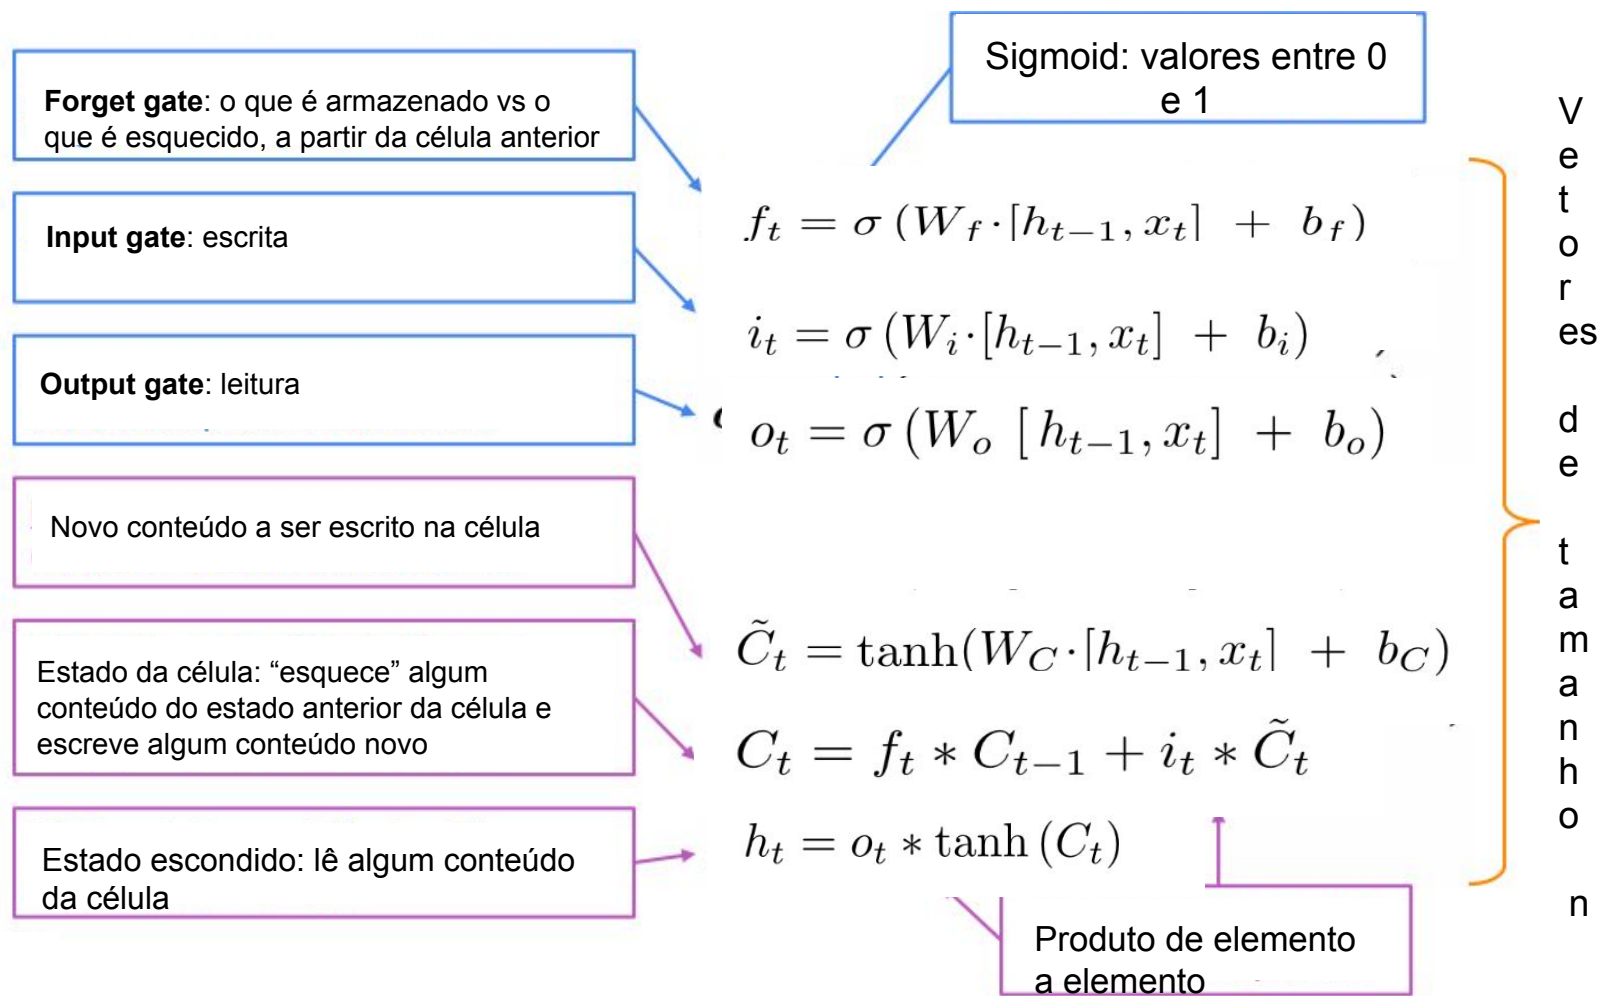 Sigmoid: valores entre 0
e 1
Forget gate: o que é armazenado vs o
que é esquecido, a partir da célula anterior
f_t = σ (W_f · [h_{t−1}, x_t] + b_f)
Input gate: escrita
i_t = σ (W_i · [h_{t−1}, x_t] + b_i)
Output gate: leitura
o_t = σ (W_o [h_{t−1}, x_t] + b_o)
Novo conteúdo a ser escrito na célula
C̃_t = tanh(W_C · [h_{t−1}, x_t] + b_C)
Estado da célula: “esquece” algum
conteúdo do estado anterior da célula e
escreve algum conteúdo novo
C_t = f_t * C_{t−1} + i_t * C̃_t
Estado escondido: lê algum conteúdo
da célula
h_t = o_t * tanh (C_t)
Produto de elemento
a elemento
V
e
t
o
r
es
d
e
t
a
m
a
n
h
o
n